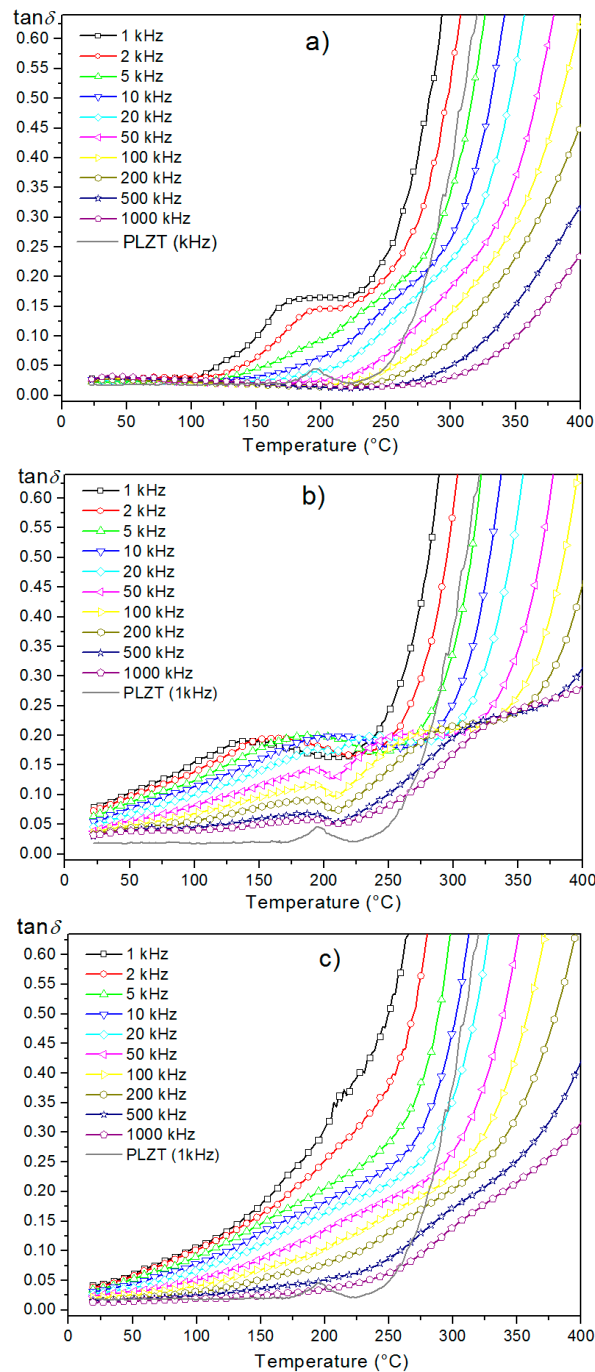 tanδ
a)
0.60
0.55
0.50
0.45
0.40
0.35
0.30
0.25
0.20
0.15
0.10
0.05
0.00
1 kHz
2 kHz
5 kHz
10 kHz
20 kHz
50 kHz
100 kHz
200 kHz
500 kHz
1000 kHz
PLZT (kHz)
0 50 100 150 200 250 300 350 400
Temperature (°C)
tanδ
b)
0.60
0.55
0.50
0.45
0.40
0.35
0.30
0.25
0.20
0.15
0.10
0.05
0.00
1 kHz
2 kHz
5 kHz
10 kHz
20 kHz
50 kHz
100 kHz
200 kHz
500 kHz
1000 kHz
PLZT (1kHz)
0 50 100 150 200 250 300 350 400
Temperature (°C)
tanδ
c)
0.60
0.55
0.50
0.45
0.40
0.35
0.30
0.25
0.20
0.15
0.10
0.05
0.00
1 kHz
2 kHz
5 kHz
10 kHz
20 kHz
50 kHz
100 kHz
200 kHz
500 kHz
1000 kHz
PLZT (1kHz)
0 50 100 150 200 250 300 350 400
Temperature (°C)